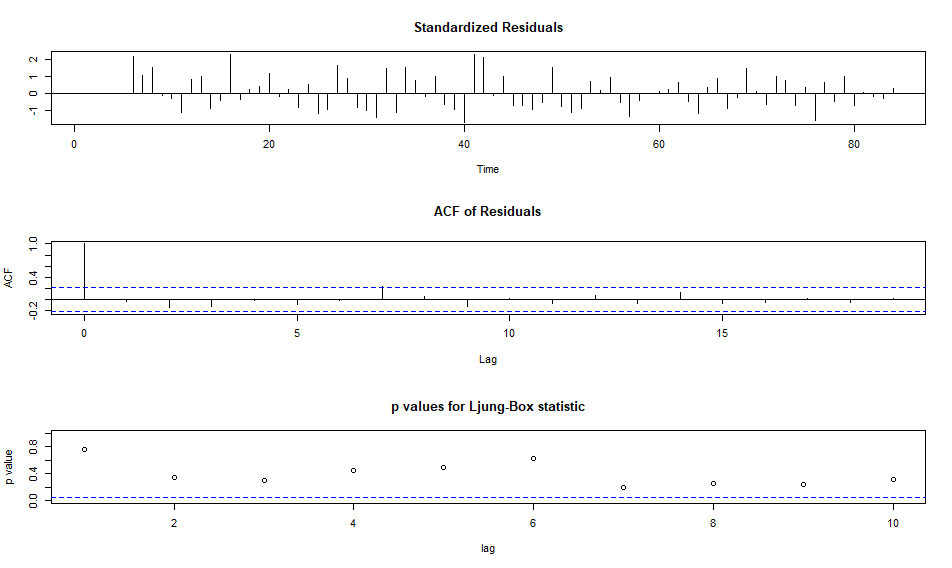 Standardized Residuals
2
1
0
-1
0 20 40 60 80
Time
ACF of Residuals
ACF
1.0
0.4
-0.2
0 5 10 15
Lag
p values for Ljung-Box statistic
p value
0.8
0.4
0.0
2 4 6 8 10
lag